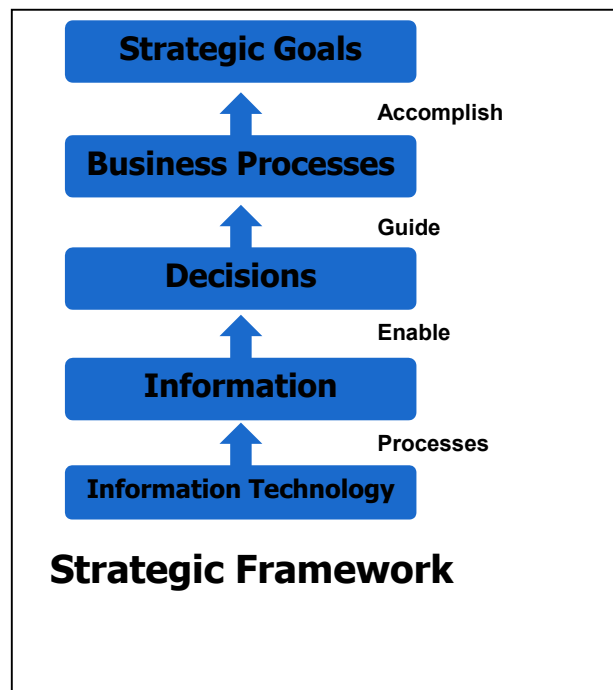 Strategic Goals
Accomplish
Business Processes
Guide
Decisions
Enable
Information
Processes
Information Technology
Strategic Framework